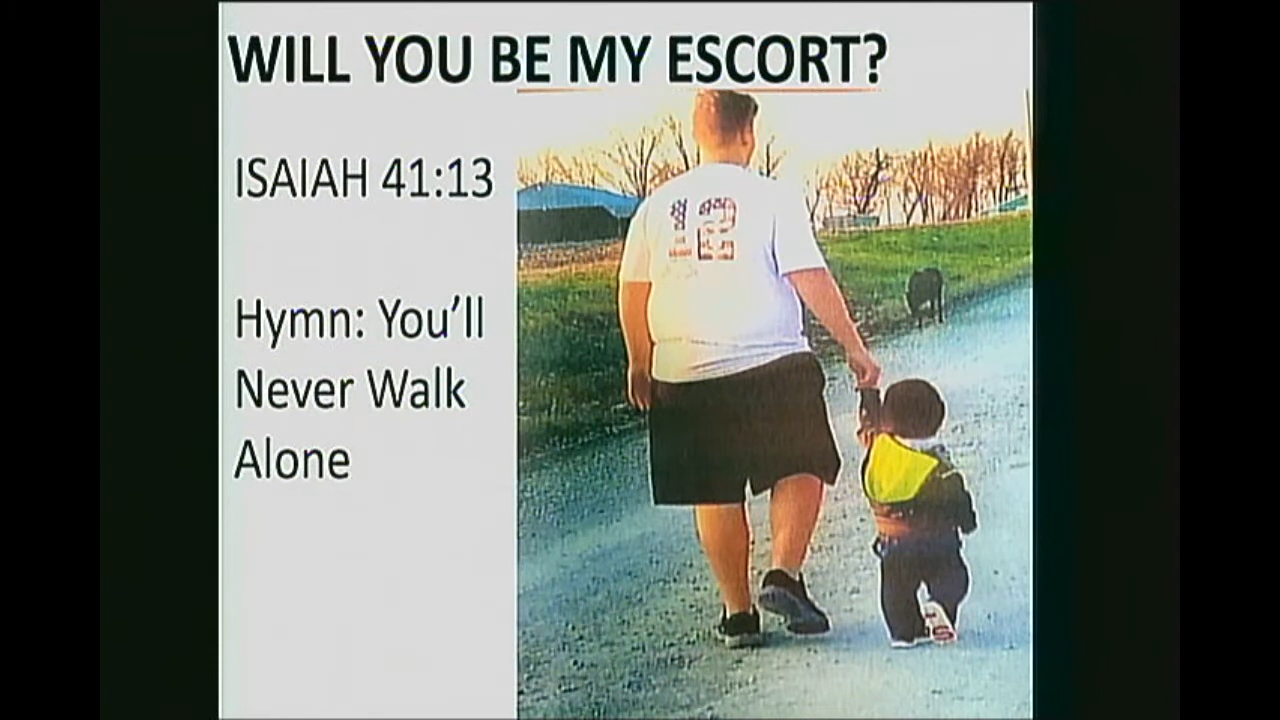 WILL YOU BE MY ESCORT?
ISAIAH 41:13
Hymn: You’ll
Never Walk
Alone
12